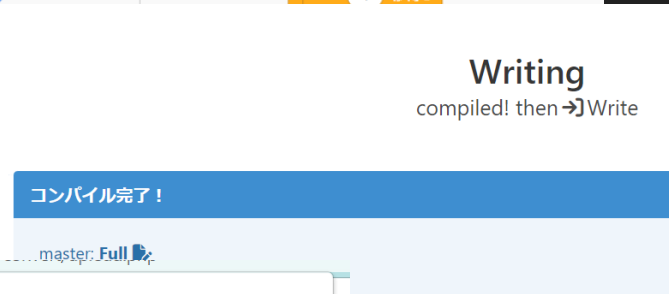 Writing
compiled! then Write
コンパイル完了！
master: Full